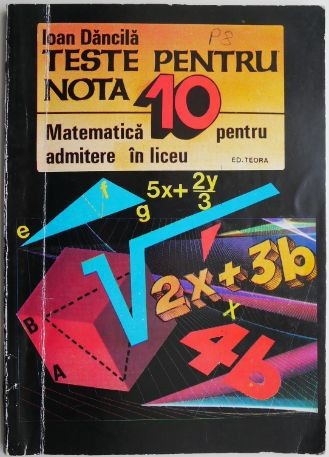 Ioan Dăncilă
P8
TESTE PENTRU
NOTA 10
Matematică pentru
admitere în liceu
ED. TEORA
f
5x+ 2y/3
e
g
2x+3b
x
4b
B
A